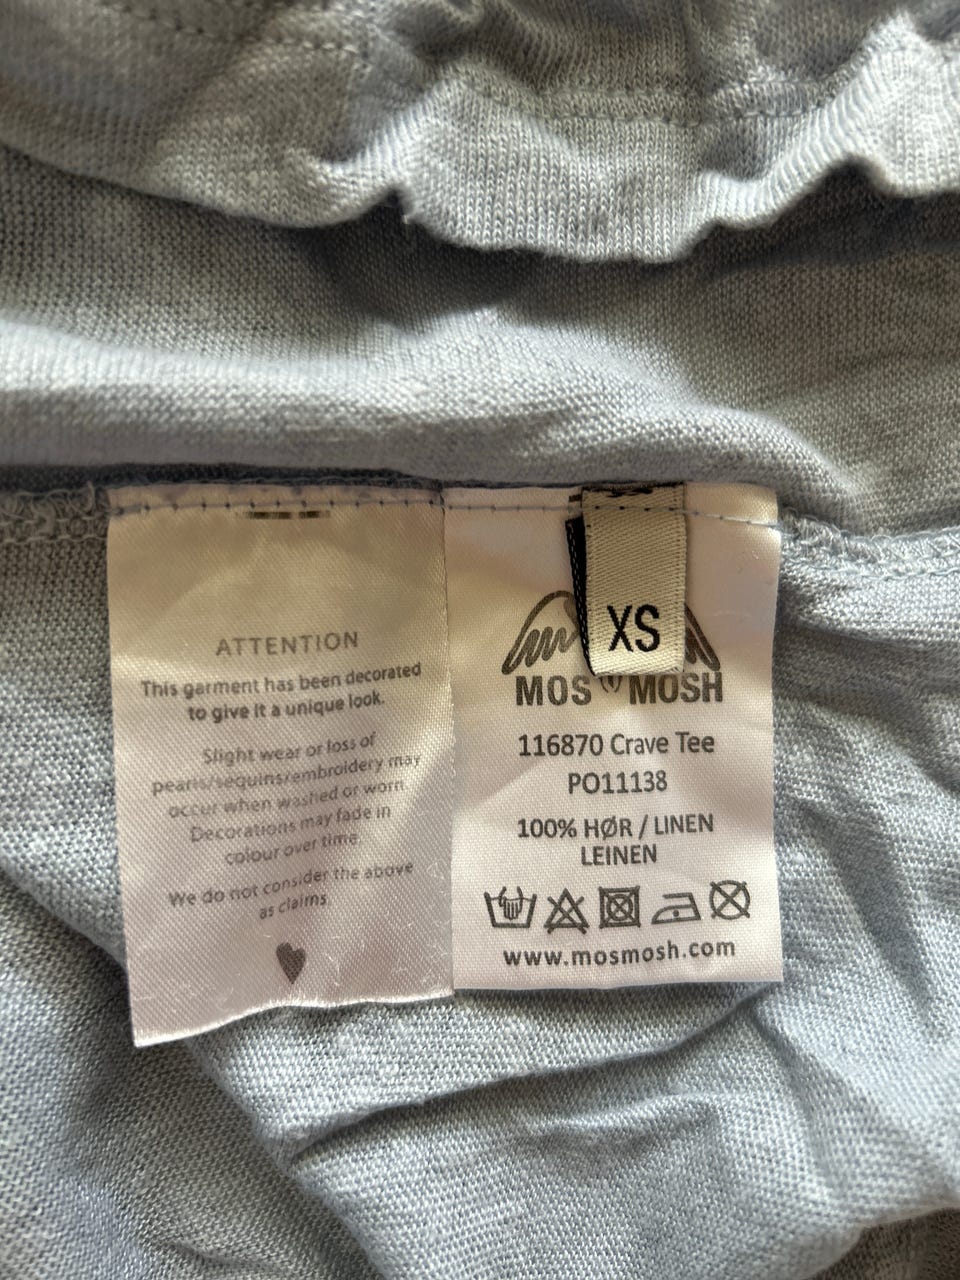 ATTENTION
This garment has been decorated
to give it a unique look.
Slight wear or loss of
pearls/sequins/embroidery may
occur when washed or worn.
Decorations may fade in
colour over time.
We do not consider the above
as claims.
XS
MOS MOSH
116870 Crave Tee
PO11138
100% HØR / LINEN
LEINEN
www.mosmosh.com